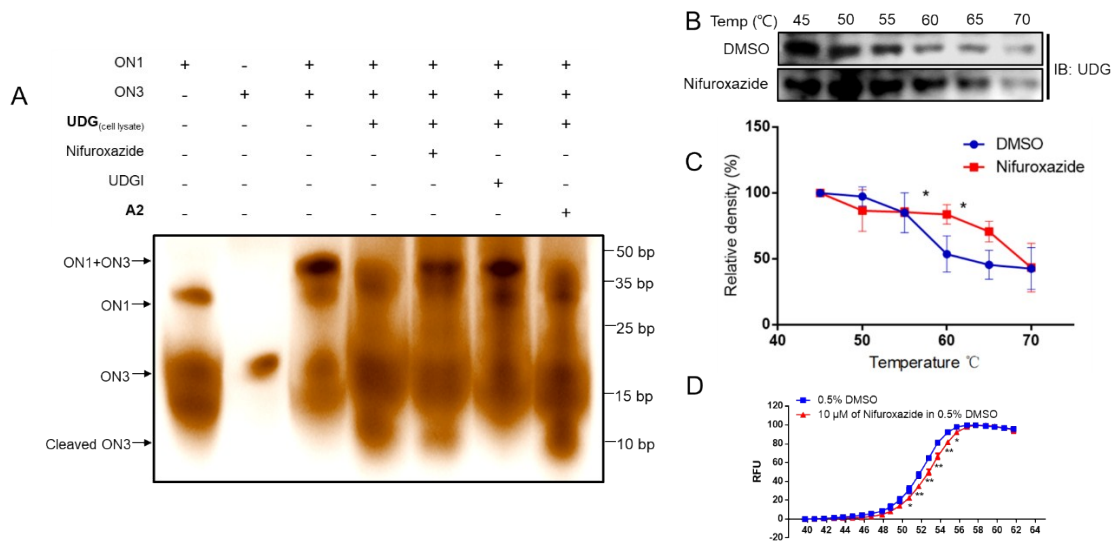 A
ON1 + - + + + + +
ON3 - + + + + + +
UDG(cell lysate) - - - + + + +
Nifuroxazide - - - - + - -
UDGI - - - - - + -
A2 - - - - - - +
ON1+ON3
ON1
ON3
Cleaved ON3
50 bp
35 bp
25 bp
15 bp
10 bp
B
Temp (℃) 45 50 55 60 65 70
DMSO
Nifuroxazide
IB: UDG
C
DMSO
Nifuroxazide
Relative density (%)
150
100
50
0
* *
50 60 70
Temperature ℃
D
0.5% DMSO
10 µM of Nifuroxazide in 0.5% DMSO
RFU
100
80
60
40
20
0
-20
*
**
**
**
**
*
40 42 44 46 48 50 52 54 56 58 60 62 64